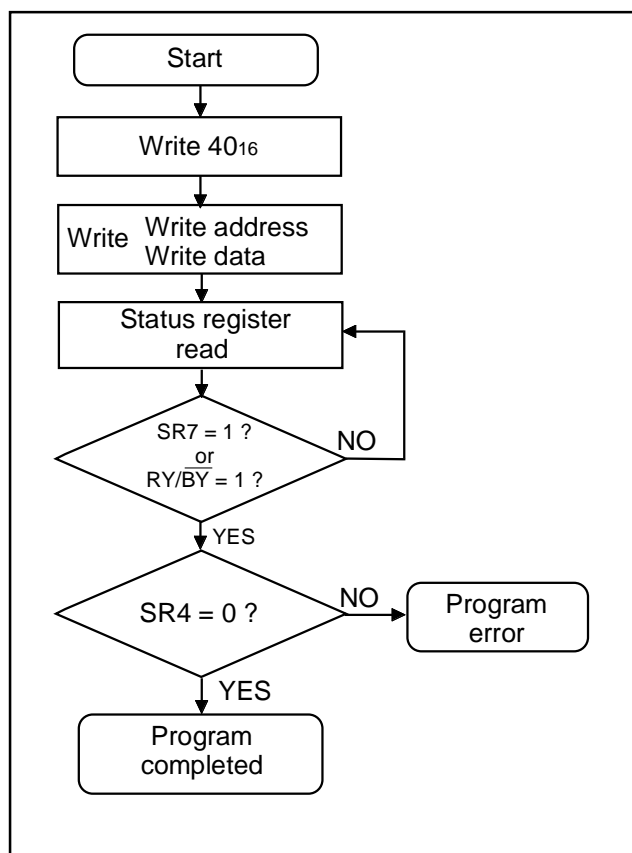 Start
Write 40₁₆
Write Write address
Write data
Status register
read
SR7 = 1 ?
or
RY/B̅Y̅ = 1 ?
NO
YES
SR4 = 0 ?
NO
Program
error
YES
Program
completed